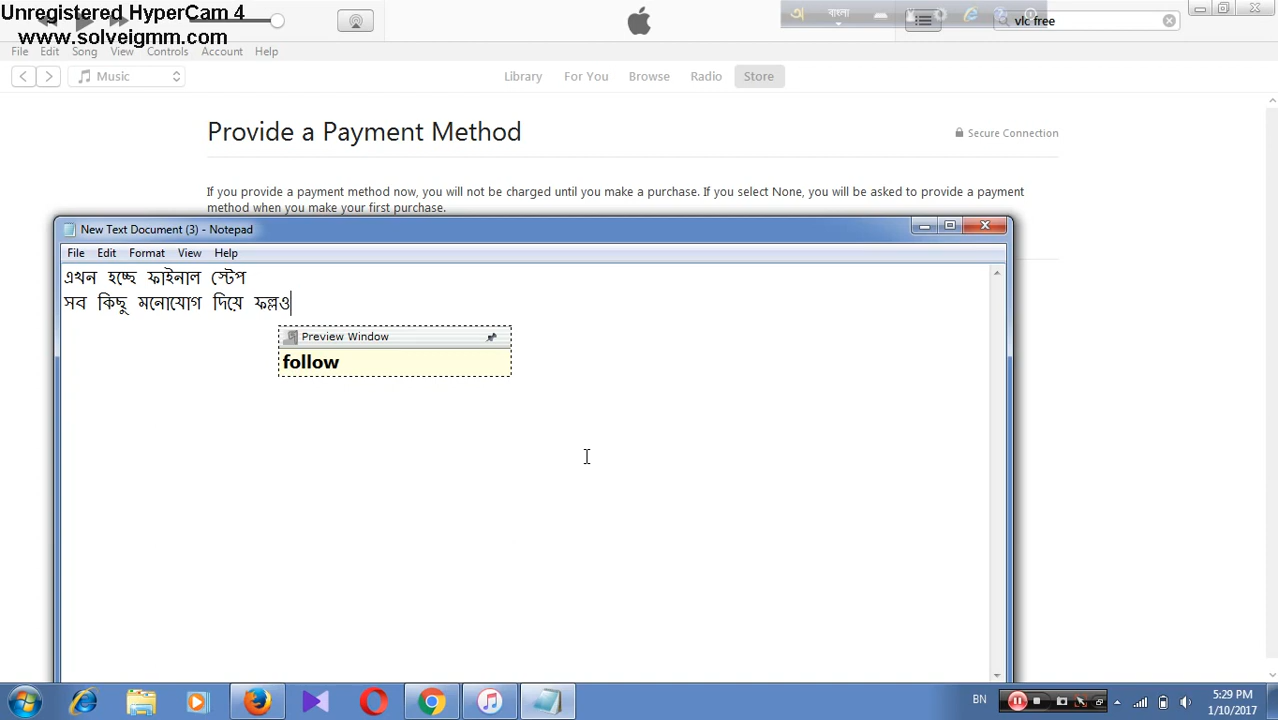 Unregistered HyperCam 4
www.solveigmm.com
বাংলা
vlc free
File Edit Song View Controls Account Help
Music
Library For You Browse Radio Store
Provide a Payment Method
Secure Connection
If you provide a payment method now, you will not be charged until you make a purchase. If you select None, you will be asked to provide a payment
method when you make your first purchase.
New Text Document (3) - Notepad
File Edit Format View Help
এখন হচ্ছে ফাইনাল স্টেপ
সব কিছু মনোযোগ দিয়ে ফল্লও
Preview Window
follow
BN
5:29 PM
1/10/2017